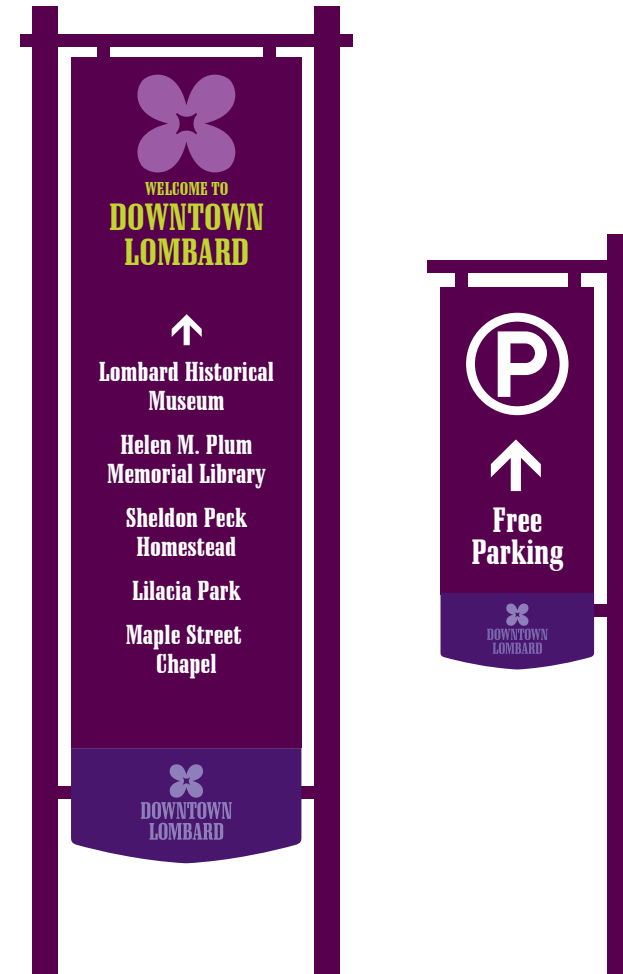 WELCOME TO
DOWNTOWN
LOMBARD
Lombard Historical
Museum
Helen M. Plum
Memorial Library
Sheldon Peck
Homestead
Lilacia Park
Maple Street
Chapel
DOWNTOWN
LOMBARD
P
Free
Parking
DOWNTOWN
LOMBARD